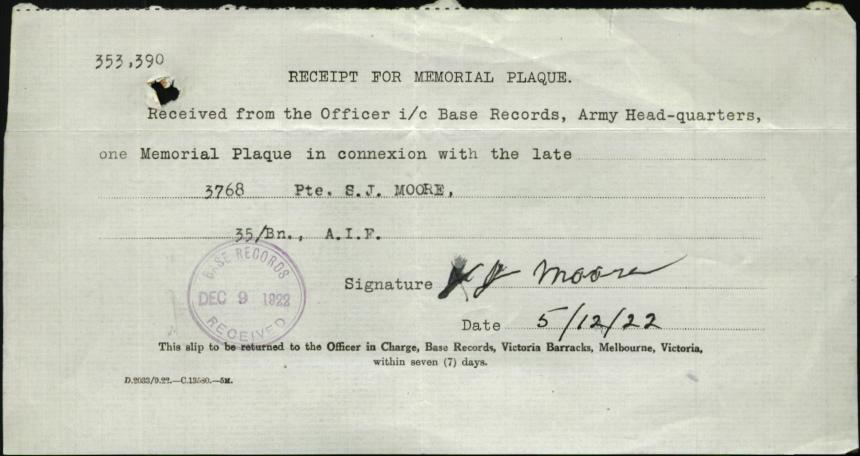 353,390
RECEIPT FOR MEMORIAL PLAQUE.
Received from the Officer i/c Base Records, Army Head-quarters,
one Memorial Plaque in connexion with the late
3768 Pte. S.J. MOORE,
35/Bn., A.I.F.
BASE RECORDS
DEC 9 1922
RECEIVED
Signature Moore
Date 5/12/22
This slip to be returned to the Officer in Charge, Base Records, Victoria Barracks, Melbourne, Victoria,
within seven (7) days.
D.2033/9.22.—C.13580.—5M.